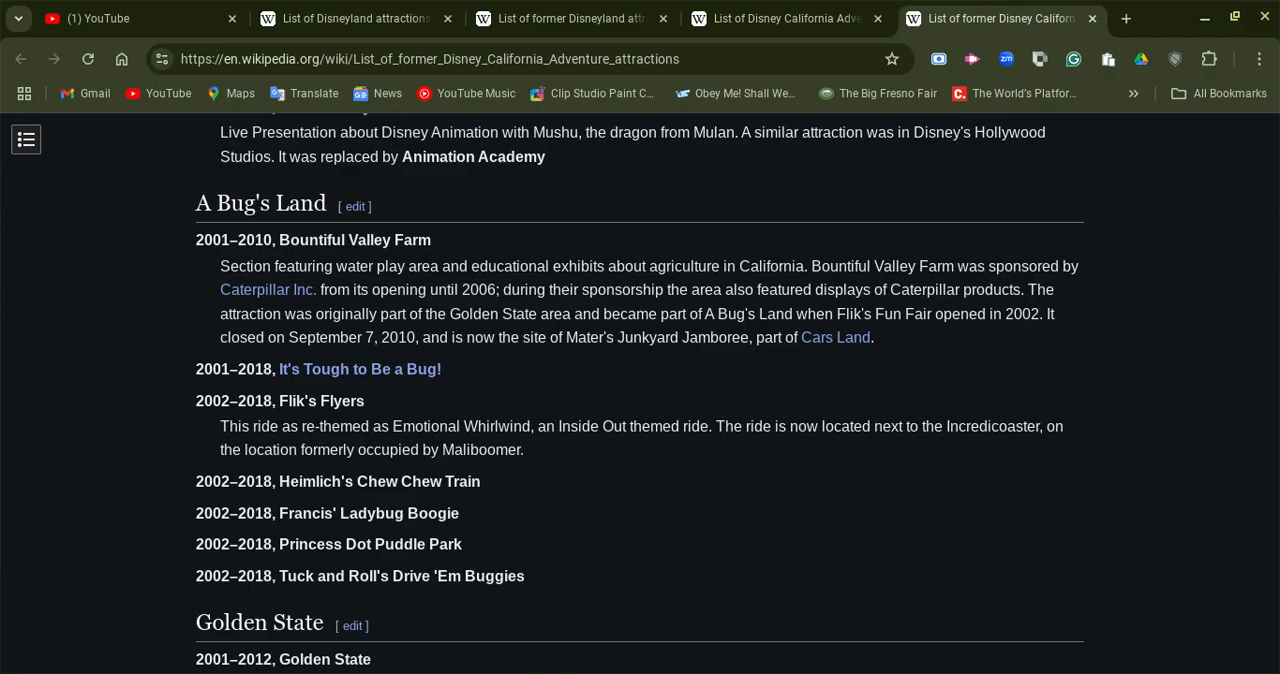 (1) YouTube
List of Disneyland attractions
List of former Disneyland att
List of Disney California Adve
List of former Disney Califor
https://en.wikipedia.org/wiki/List_of_former_Disney_California_Adventure_attractions
Gmail
YouTube
Maps
Translate
News
YouTube Music
Clip Studio Paint C...
Obey Me! Shall We...
The Big Fresno Fair
The World's Platfor...
All Bookmarks
Live Presentation about Disney Animation with Mushu, the dragon from Mulan. A similar attraction was in Disney's Hollywood
Studios. It was replaced by Animation Academy
A Bug's Land [ edit ]
2001–2010, Bountiful Valley Farm
Section featuring water play area and educational exhibits about agriculture in California. Bountiful Valley Farm was sponsored by
Caterpillar Inc. from its opening until 2006; during their sponsorship the area also featured displays of Caterpillar products. The
attraction was originally part of the Golden State area and became part of A Bug's Land when Flik's Fun Fair opened in 2002. It
closed on September 7, 2010, and is now the site of Mater's Junkyard Jamboree, part of Cars Land.
2001–2018, It's Tough to Be a Bug!
2002–2018, Flik's Flyers
This ride as re-themed as Emotional Whirlwind, an Inside Out themed ride. The ride is now located next to the Incredicoaster, on
the location formerly occupied by Maliboomer.
2002–2018, Heimlich's Chew Chew Train
2002–2018, Francis' Ladybug Boogie
2002–2018, Princess Dot Puddle Park
2002–2018, Tuck and Roll's Drive 'Em Buggies
Golden State [ edit ]
2001–2012, Golden State